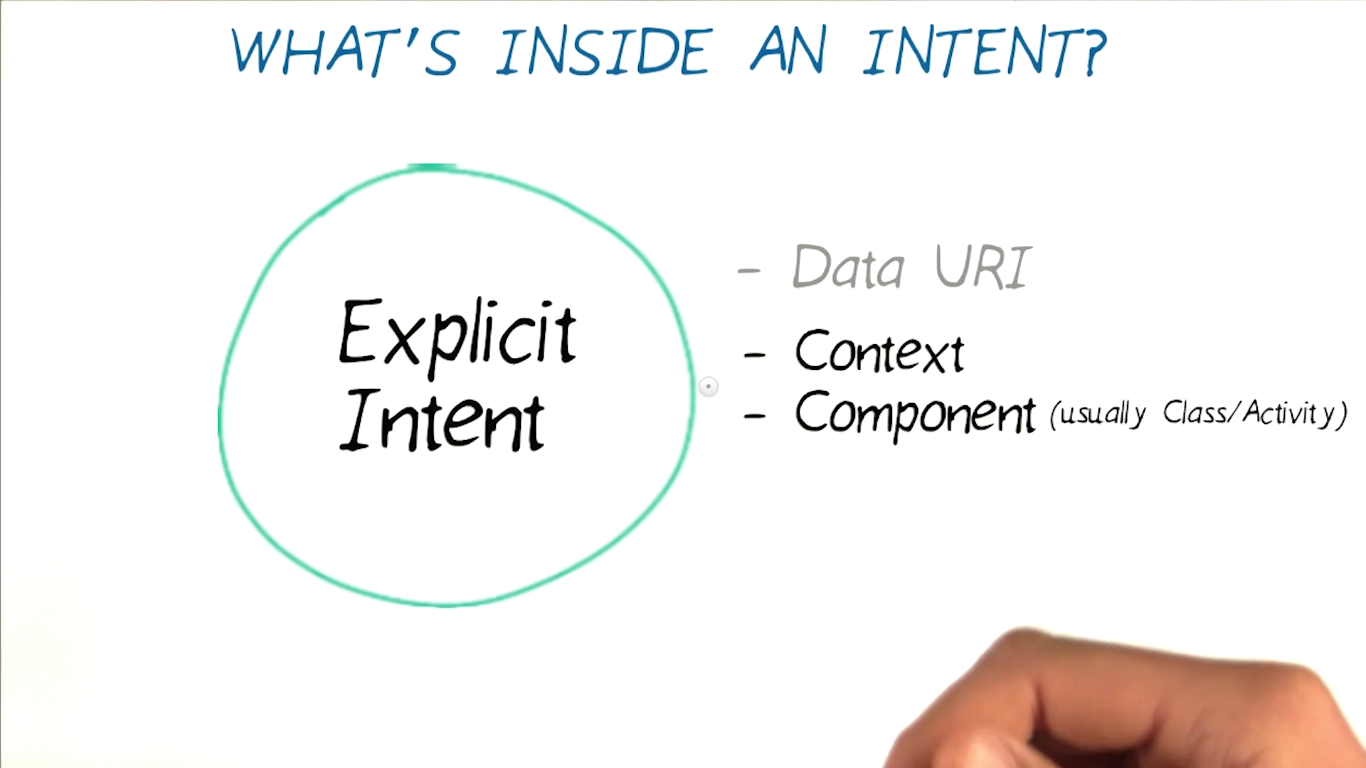 WHAT'S INSIDE AN INTENT?
Explicit
Intent
- Data URI
- Context
- Component (usually Class/Activity)